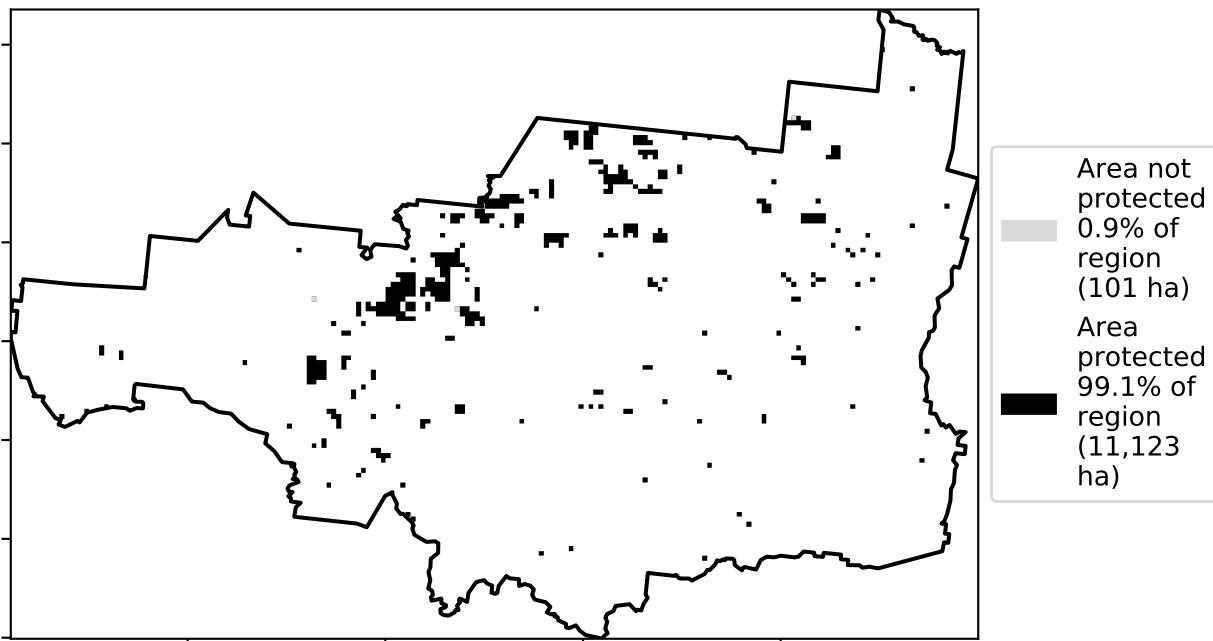 Area not
protected
0.9% of
region
(101 ha)
Area
protected
99.1% of
region
(11,123
ha)